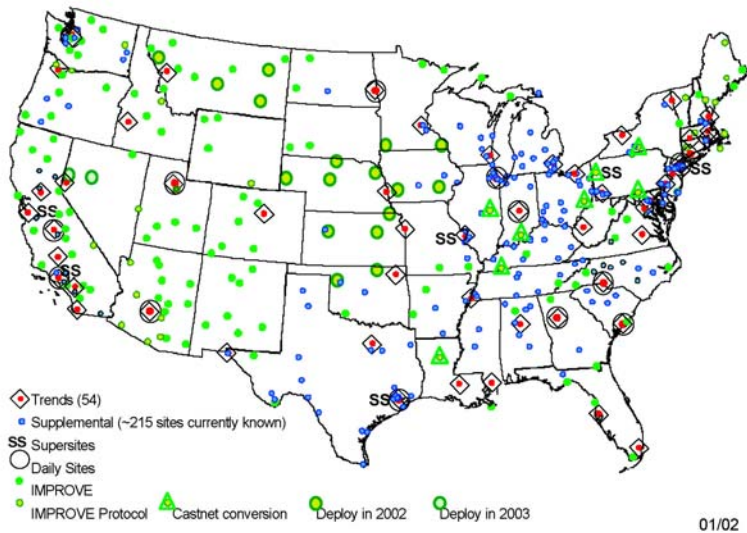 SS
SS
SS
SS
SS
SS
SS
Trends (54)
Supplemental (~215 sites currently known)
SS Supersites
Daily Sites
IMPROVE
IMPROVE Protocol
Castnet conversion
Deploy in 2002
Deploy in 2003
01/02